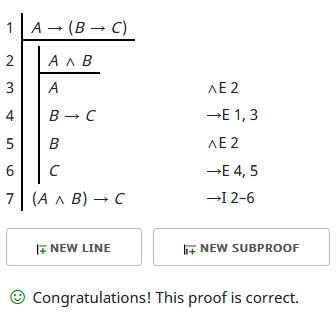 1 A → (B → C)
2 A ∧ B
3 A ∧E 2
4 B → C →E 1, 3
5 B ∧E 2
6 C →E 4, 5
7 (A ∧ B) → C →I 2–6
NEW LINE NEW SUBPROOF
Congratulations! This proof is correct.